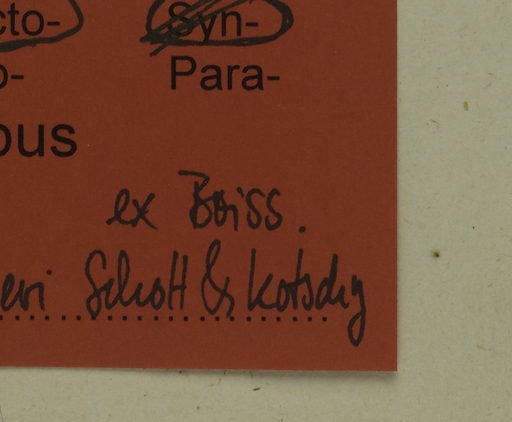 cto- Syn-
o- Para-
ous
ex Boiss.
eri Schott & Kotschy